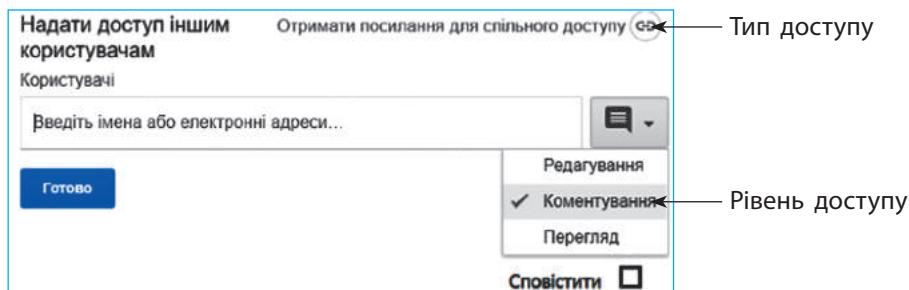 Надати доступ іншим користувачам
Отримати посилання для спільного доступу
Тип доступу
Користувачі
Введіть імена або електронні адреси...
Готово
Редагування
Коментування
Рівень доступу
Перегляд
Сповістити